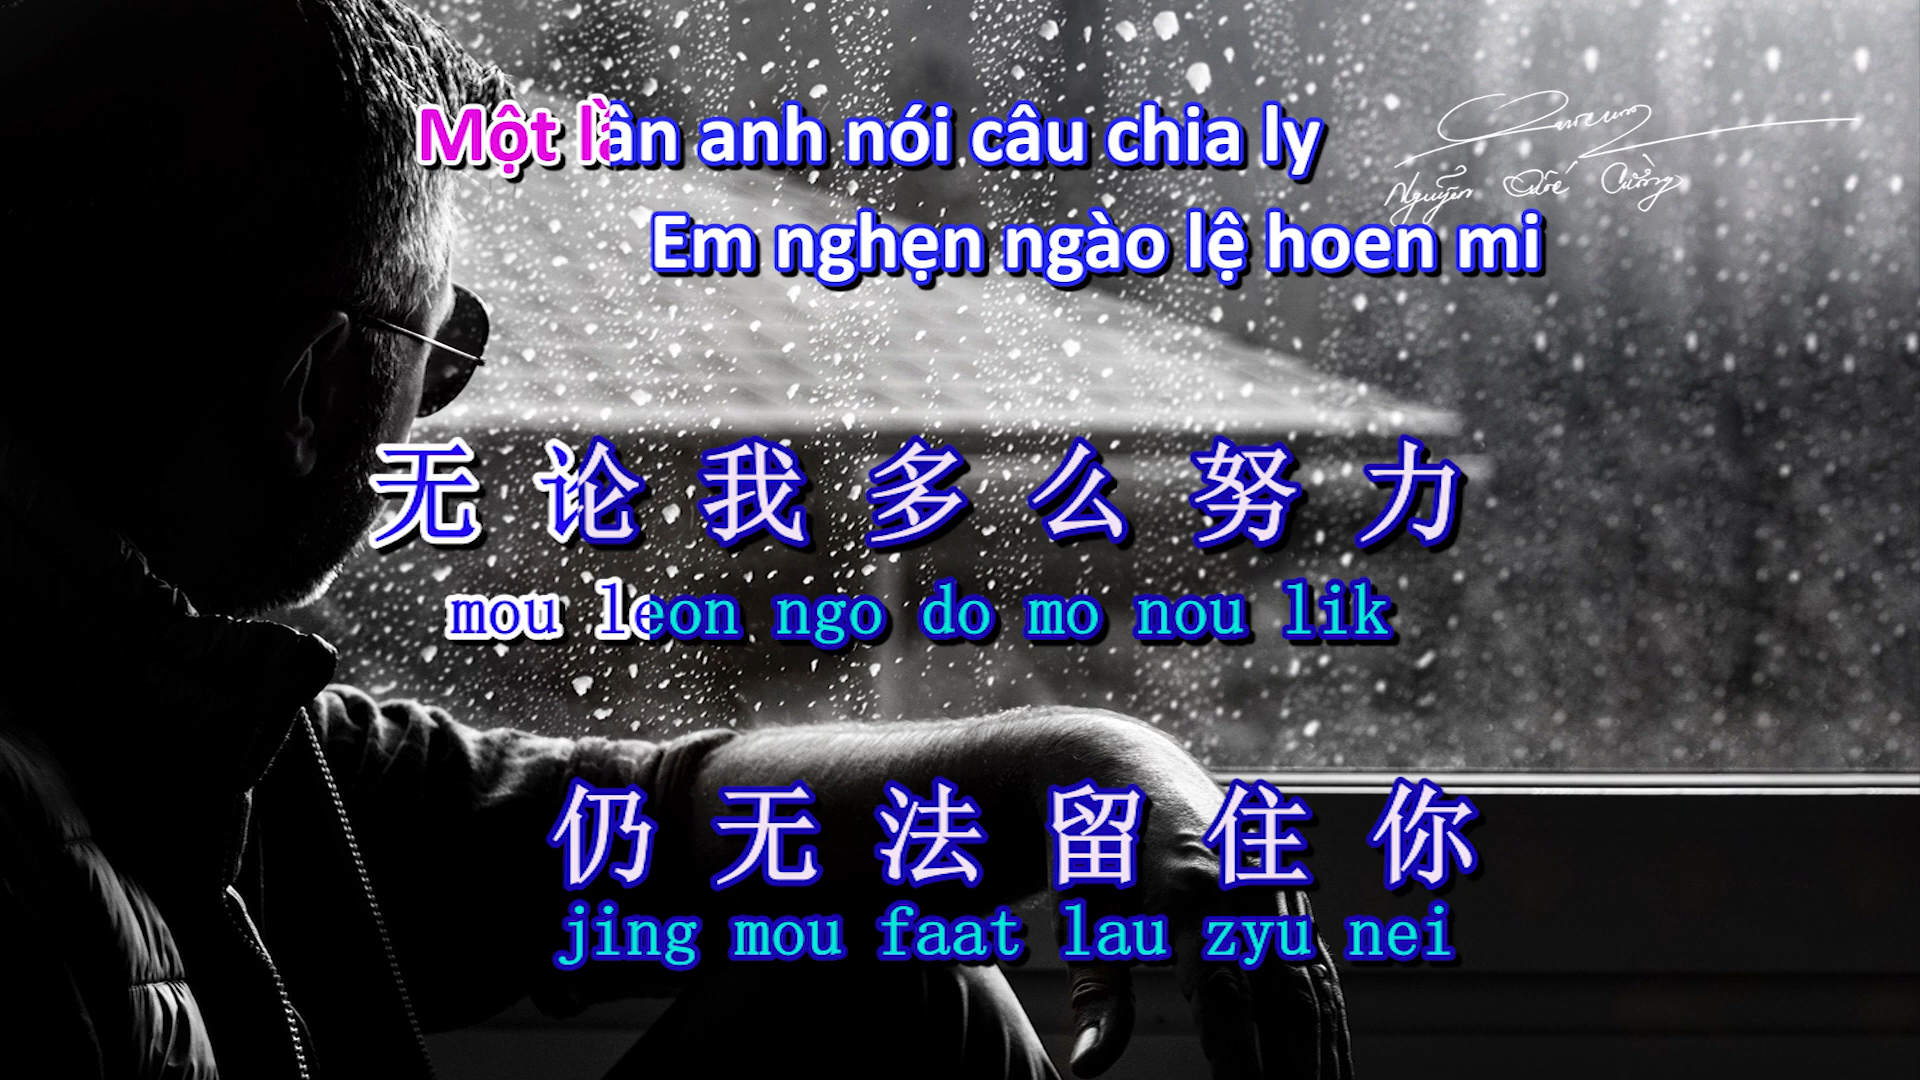 Một lần anh nói câu chia ly
Em nghẹn ngào lệ hoen mi
无 论 我 多 么 努 力
mou leon ngo do mo nou lik
仍 无 法 留 住 你
jing mou faat lau zyu nei